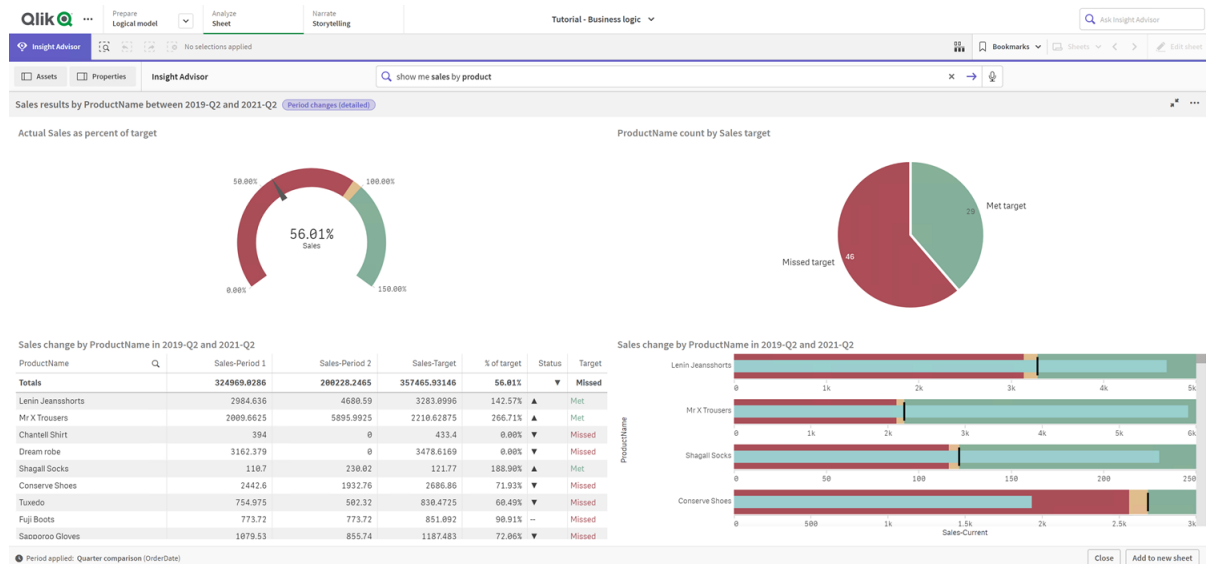 Qlik
Prepare
Logical model
Analyze
Sheet
Narrate
Storytelling
Tutorial - Business logic
Ask Insight Advisor
Insight Advisor
No selections applied
Bookmarks
Sheets
Edit sheet
Assets
Properties
Insight Advisor
show me sales by product
Sales results by ProductName between 2019-Q2 and 2021-Q2 Period changes (detailed)
Actual Sales as percent of target
50.00%
100.00%
56.01%
Sales
0.00%
150.00%
ProductName count by Sales target
29
Met target
46
Missed target
Sales change by ProductName in 2019-Q2 and 2021-Q2
ProductName Sales-Period 1 Sales-Period 2 Sales-Target % of target Status Target
Totals 324969.0286 200228.2465 357465.93146 56.01% ▼ Missed
Lenin Jeansshorts 2984.636 4680.59 3283.0996 142.57% ▲ Met
Mr X Trousers 2009.6625 5895.9925 2210.62875 266.71% ▲ Met
Chantell Shirt 394 0 433.4 0.00% ▼ Missed
Dream robe 3162.379 0 3478.6169 0.00% ▼ Missed
Shagall Socks 110.7 230.02 121.77 188.90% ▲ Met
Conserve Shoes 2442.6 1932.76 2686.86 71.93% ▼ Missed
Tuxedo 754.975 502.32 830.4725 60.49% ▼ Missed
Fuji Boots 773.72 773.72 851.092 90.91% -- Missed
Sapporoo Gloves 1079.53 855.74 1187.483 72.06% ▼ Missed
Sales change by ProductName in 2019-Q2 and 2021-Q2
ProductName
Lenin Jeansshorts
0 1k 2k 3k 4k 5k
Mr X Trousers
0 1k 2k 3k 4k 5k 6k
Shagall Socks
0 50 100 150 200 250
Conserve Shoes
0 500 1k 1.5k 2k 2.5k 3k
Sales-Current
Period applied: Quarter comparison (OrderDate)
Close
Add to new sheet